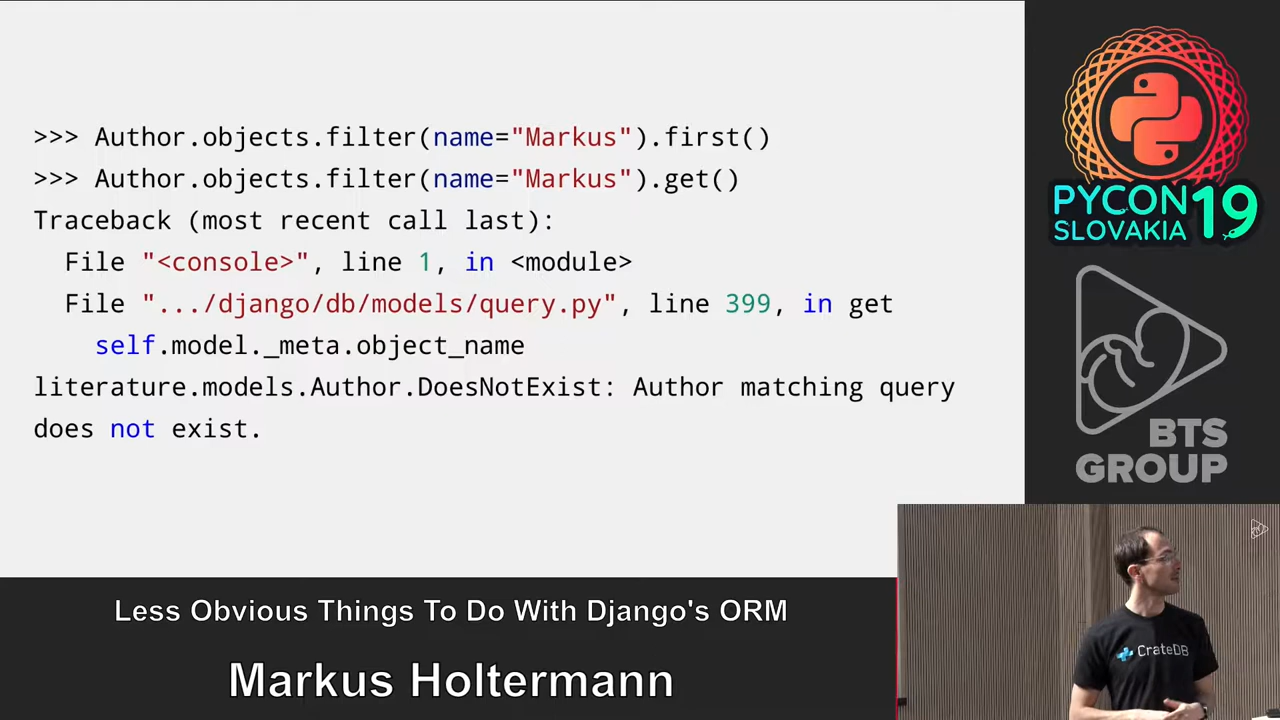 >>> Author.objects.filter(name="Markus").first()
>>> Author.objects.filter(name="Markus").get()
Traceback (most recent call last):
  File "<console>", line 1, in <module>
  File ".../django/db/models/query.py", line 399, in get
    self.model._meta.object_name
literature.models.Author.DoesNotExist: Author matching query
does not exist.
PYCON 19
SLOVAKIA
BTS
GROUP
CrateDB
Less Obvious Things To Do With Django's ORM
Markus Holtermann